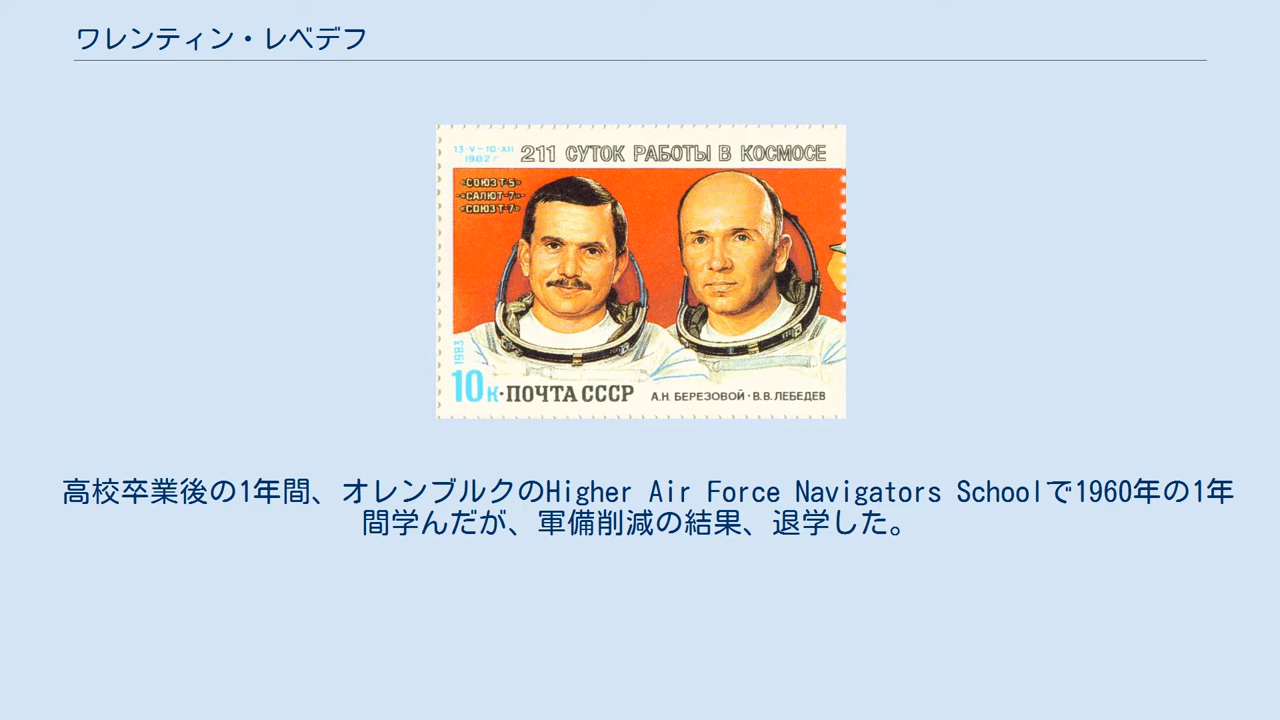 ワレンティン・レベデフ
13·V–10·XII
1982 г
211 СУТОК РАБОТЫ В КОСМОСЕ
«СОЮЗ Т-5»
-«САЛЮТ-7»-
«СОЮЗ Т-7»
1983
10к·ПОЧТА СССР
А.Н. БЕРЕЗОВОЙ·В.В.ЛЕБЕДЕВ
高校卒業後の1年間、オレンブルクのHigher Air Force Navigators Schoolで1960年の1年
間学んだが、軍備削減の結果、退学した。